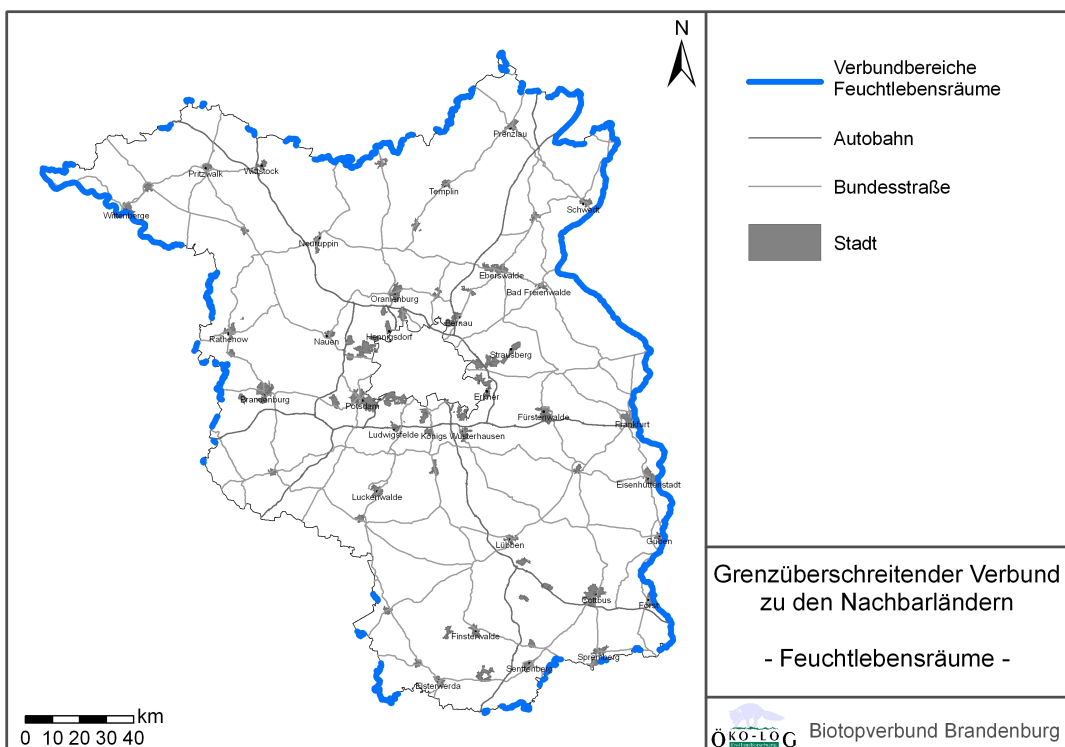 N
Prenzlau
Pritzwalk
Wittstock
Templin
Wittenberge
Schwedt
Neuruppin
Eberswalde
Bad Freienwalde
Oranienburg
Bernau
Rathenow
Nauen
Hennigsdorf
Strausberg
Brandenburg
Potsdam
Erkner
Fürstenwalde
Frankfurt
Ludwigsfelde
Königs Wusterhausen
Eisenhüttenstadt
Luckenwalde
Lübben
Guben
Cottbus
Forst
Finsterwalde
Spremberg
Senftenberg
Elsterwerda
km
0 10 20 30 40
Verbundbereiche
Feuchtlebensräume
Autobahn
Bundesstraße
Stadt
Grenzüberschreitender Verbund
zu den Nachbarländern
- Feuchtlebensräume -
ÖKO-LOG
Biotopverbund Brandenburg